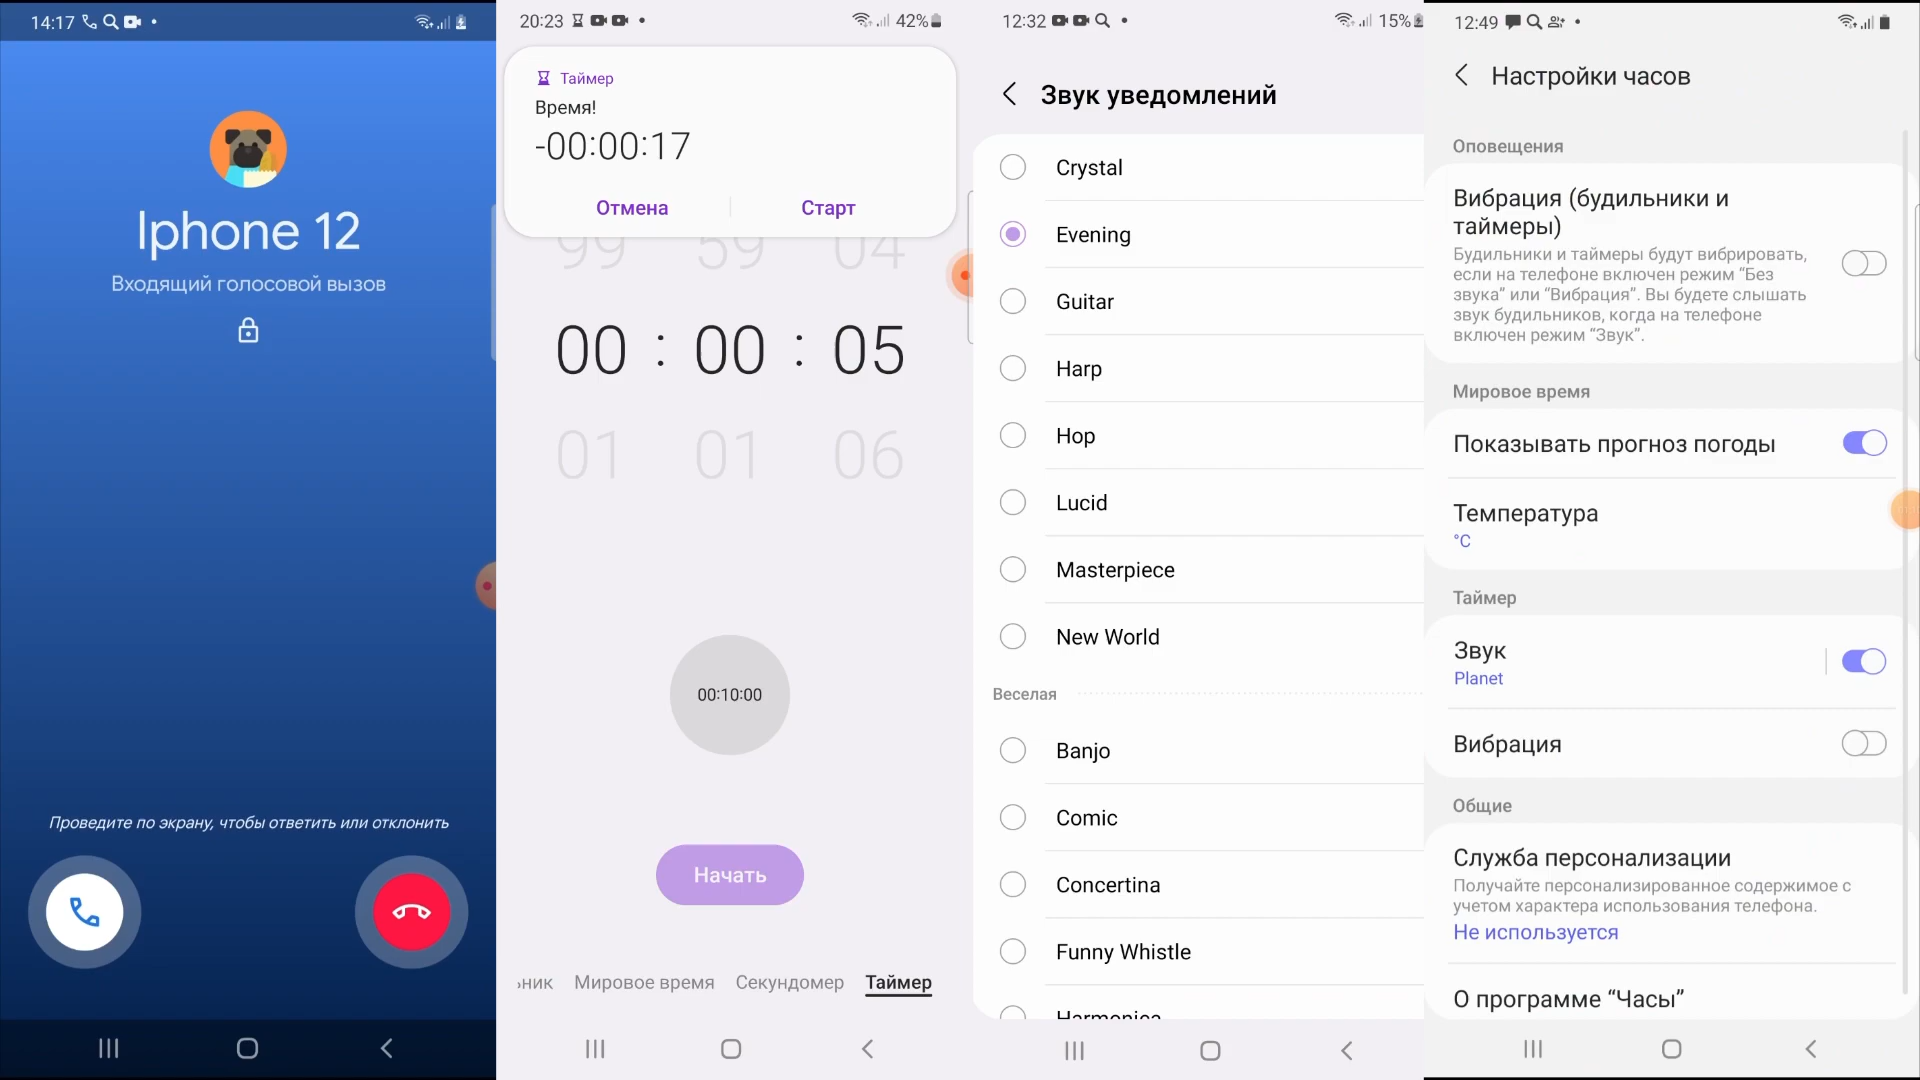 14:17
Iphone 12
Входящий голосовой вызов
Проведите по экрану, чтобы ответить или отклонить
20:23
42%
Таймер
Время!
-00:00:17
Отмена
Старт
99 59 04
00 : 00 : 05
01 01 06
00:10:00
Начать
ьник Мировое время Секундомер Таймер
12:32
15%
Звук уведомлений
Crystal
Evening
Guitar
Harp
Hop
Lucid
Masterpiece
New World
Веселая
Banjo
Comic
Concertina
Funny Whistle
Harmonica
12:49
Настройки часов
Оповещения
Вибрация (будильники и
таймеры)
Будильники и таймеры будут вибрировать,
если на телефоне включен режим “Без
звука” или “Вибрация”. Вы будете слышать
звук будильников, когда на телефоне
включен режим “Звук”.
Мировое время
Показывать прогноз погоды
Температура
°C
Таймер
Звук
Planet
Вибрация
Общие
Служба персонализации
Получайте персонализированное содержимое с
учетом характера использования телефона.
Не используется
О программе “Часы”